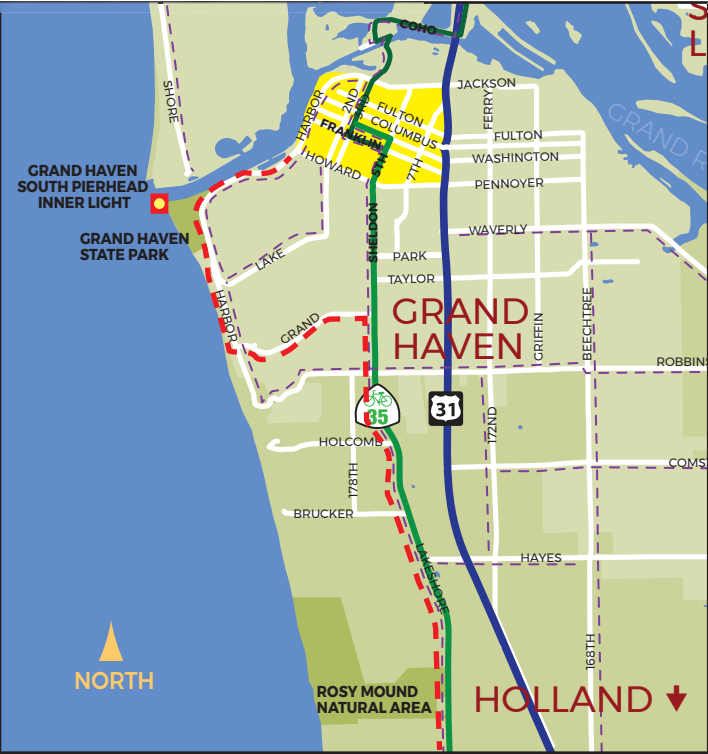 S
L
COHO
SHORE
JACKSON
HARBOR
2ND
3RD
FERRY
FULTON
COLUMBUS
GRAND R
FRANKLIN
FULTON
WASHINGTON
HOWARD
5TH
7TH
PENNOYER
GRAND HAVEN
SOUTH PIERHEAD
INNER LIGHT
GRAND HAVEN
STATE PARK
SHELDON
WAVERLY
LAKE
PARK
TAYLOR
HARBOR
GRAND
GRAND
HAVEN
GRIFFIN
BEECHTREE
ROBBINS
35
31
172ND
HOLCOMB
178TH
COMS
BRUCKER
LAKESHORE
HAYES
168TH
NORTH
ROSY MOUND
NATURAL AREA
HOLLAND